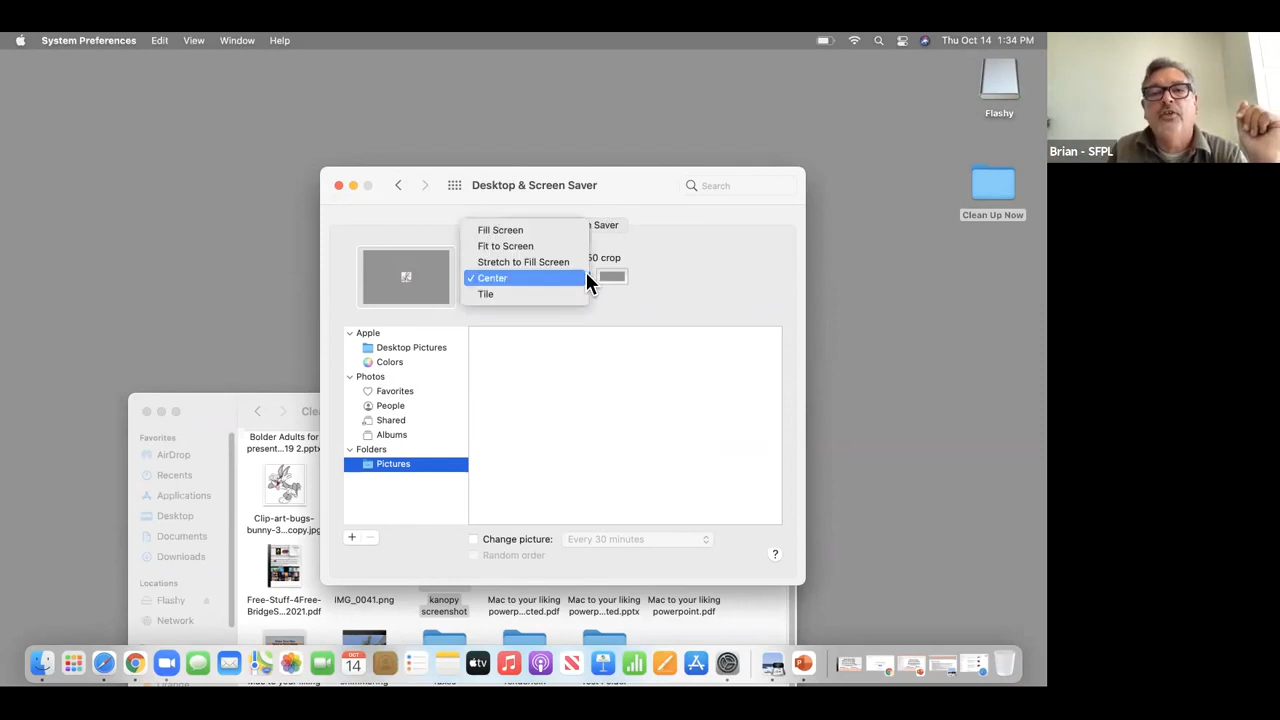 System Preferences Edit View Window Help
Thu Oct 14 1:34 PM
Flashy
Brian - SFPL
Clean Up Now
Desktop & Screen Saver
Search
n Saver
50 crop
Fill Screen
Fit to Screen
Stretch to Fill Screen
✓ Center
Tile
Apple
Desktop Pictures
Colors
Photos
Favorites
People
Shared
Albums
Folders
Pictures
+ −
Change picture: Every 30 minutes
Random order
?
Cle
Favorites
AirDrop
Recents
Applications
Desktop
Documents
Downloads
Locations
Flashy
Network
Bolder Adults for
present...19 2.pptx
Clip-art-bugs-
bunny-3...copy.jpg
Free-Stuff-4Free-
BridgeS...2021.pdf
IMG_0041.png
kanopy
screenshot
Mac to your liking
powerp...cted.pdf
Mac to your liking
powerp...ted.pptx
Mac to your liking
powerpoint.pdf
OCT
14
tv